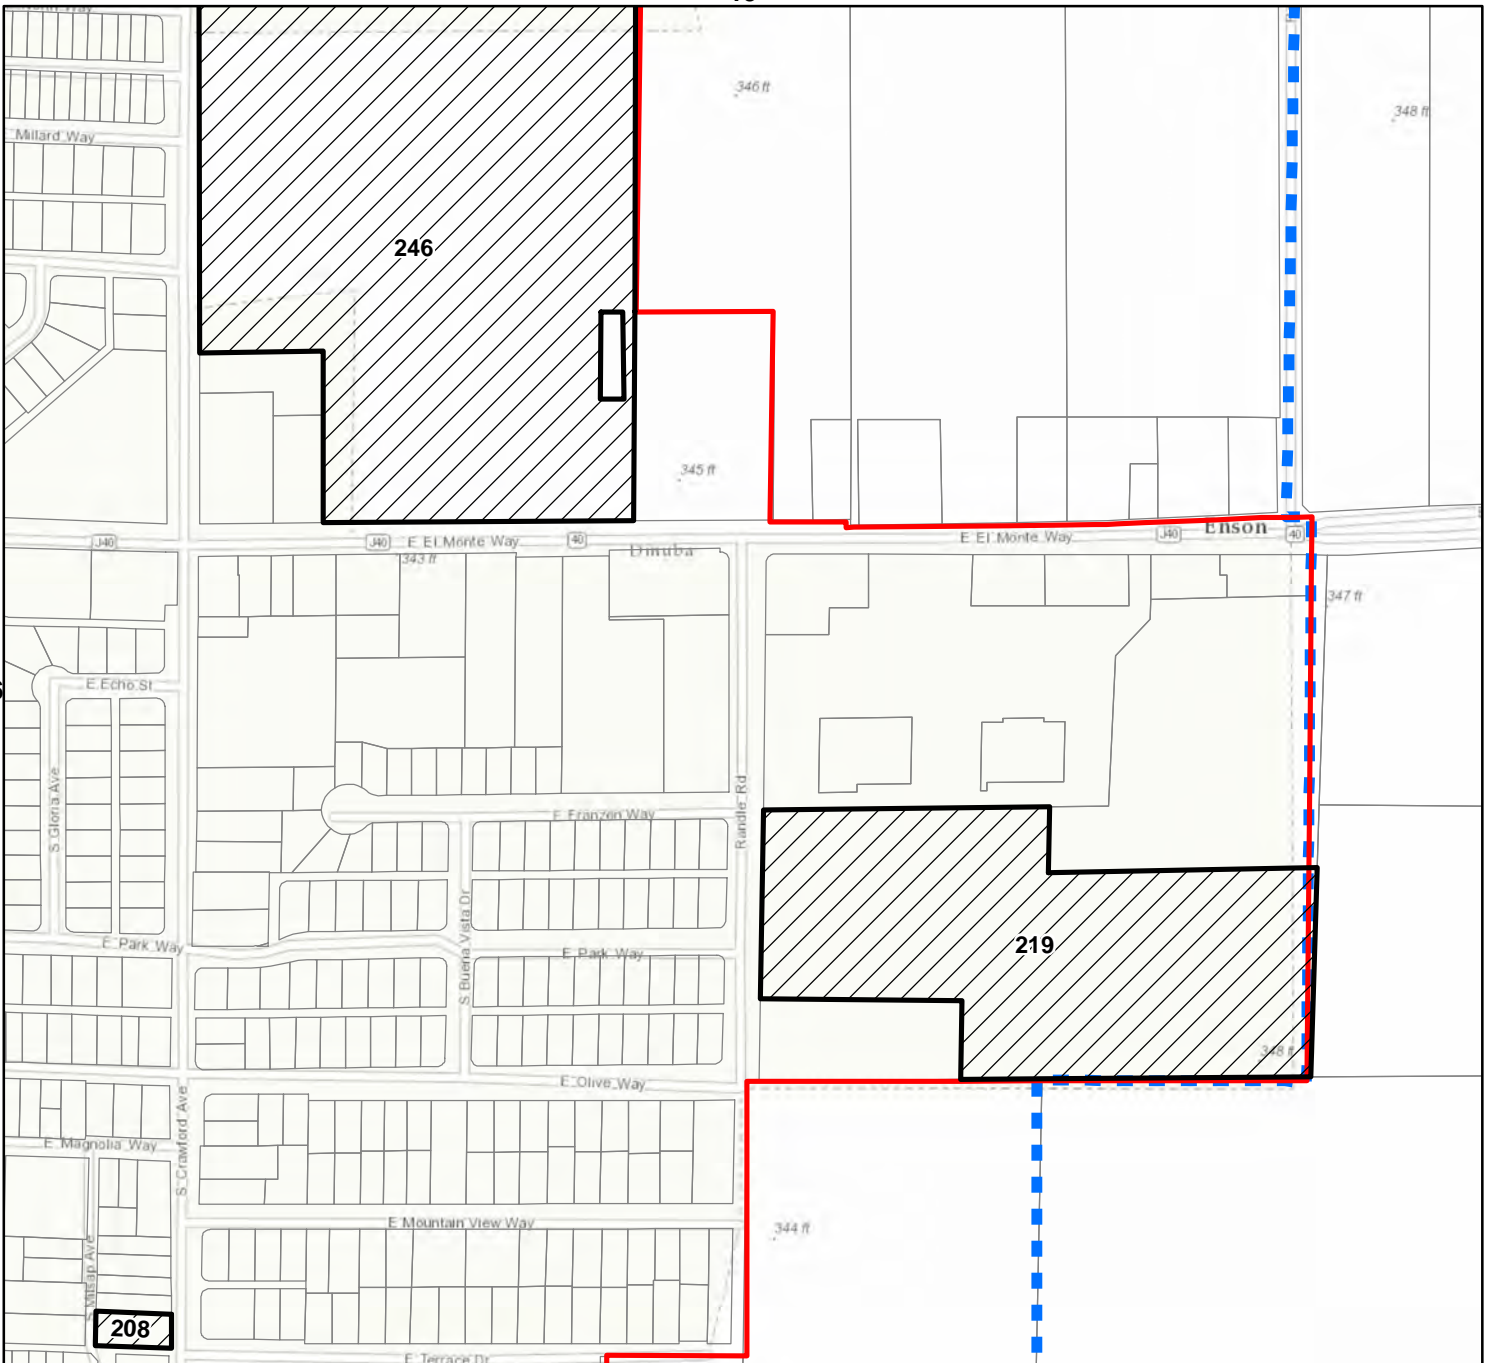 Millard Way
346 ft
348 ft
246
345 ft
J40
J40
E El Monte Way
40
Dinuba
343 ft
E El Monte Way
J40
Enson
40
347 ft
E Echo St
S Gloria Ave
Randle Rd
E Franzen Way
S Buena Vista Dr
E Park Way
E Park Way
219
348 ft
E Olive Way
S Crawford Ave
E Magnolia Way
E Mountain View Way
344 ft
S Milsap Ave
208
E Terrace Dr